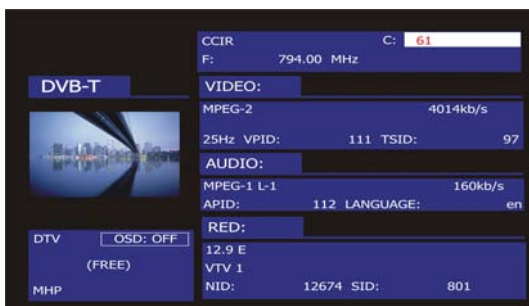 CCIR C: 61
F: 794.00 MHz
DVB-T
VIDEO:
MPEG-2 4014kb/s
25Hz VPID: 111 TSID: 97
AUDIO:
MPEG-1 L-1 160kb/s
APID: 112 LANGUAGE: en
RED:
12.9 E
VTV 1
NID: 12674 SID: 801
DTV OSD: OFF
(FREE)
MHP